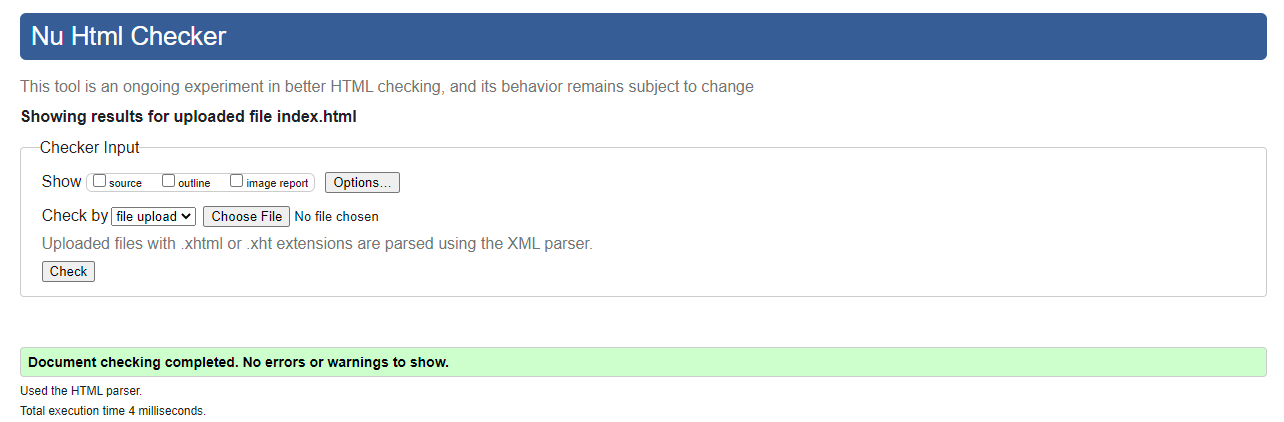 Nu Html Checker
This tool is an ongoing experiment in better HTML checking, and its behavior remains subject to change
Showing results for uploaded file index.html
Checker Input
Show source outline image report Options...
Check by file upload Choose File No file chosen
Uploaded files with .xhtml or .xht extensions are parsed using the XML parser.
Check
Document checking completed. No errors or warnings to show.
Used the HTML parser.
Total execution time 4 milliseconds.